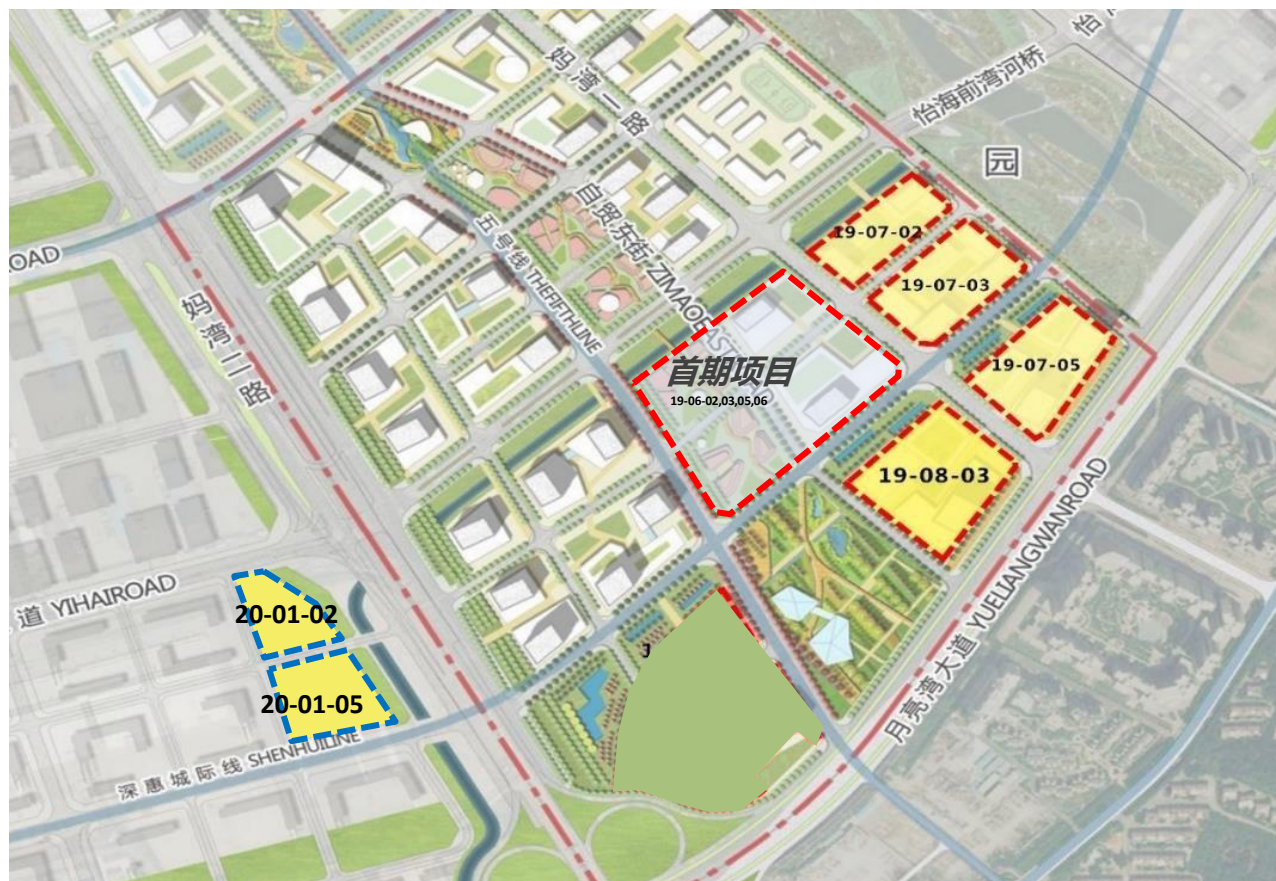 妈湾一路
怡海前湾河桥
怡
园
自贸东街 ZIMAOEAST ROAD
五号线 THEFIFTHLINE
OAD
妈湾二路
19-07-02
19-07-03
19-07-05
19-08-03
首期项目
19-06-02,03,05,06
道 YIHAIROAD
20-01-02
20-01-05
深惠城际线 SHENHUILINE
月亮湾大道 YUELIANGWANROAD